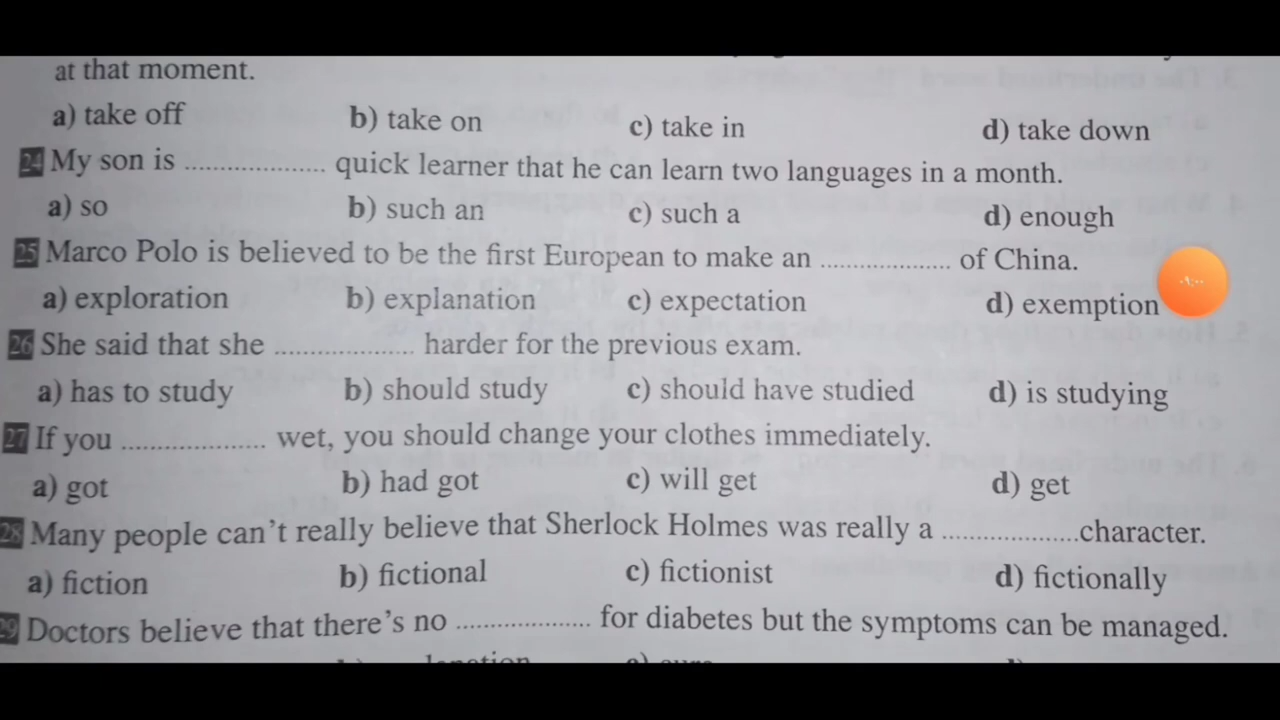 at that moment.
a) take off b) take on c) take in d) take down
24 My son is .................... quick learner that he can learn two languages in a month.
a) so b) such an c) such a d) enough
25 Marco Polo is believed to be the first European to make an .................... of China.
a) exploration b) explanation c) expectation d) exemption
26 She said that she .................... harder for the previous exam.
a) has to study b) should study c) should have studied d) is studying
27 If you .................... wet, you should change your clothes immediately.
a) got b) had got c) will get d) get
28 Many people can't really believe that Sherlock Holmes was really a ....................character.
a) fiction b) fictional c) fictionist d) fictionally
29 Doctors believe that there's no .................... for diabetes but the symptoms can be managed.